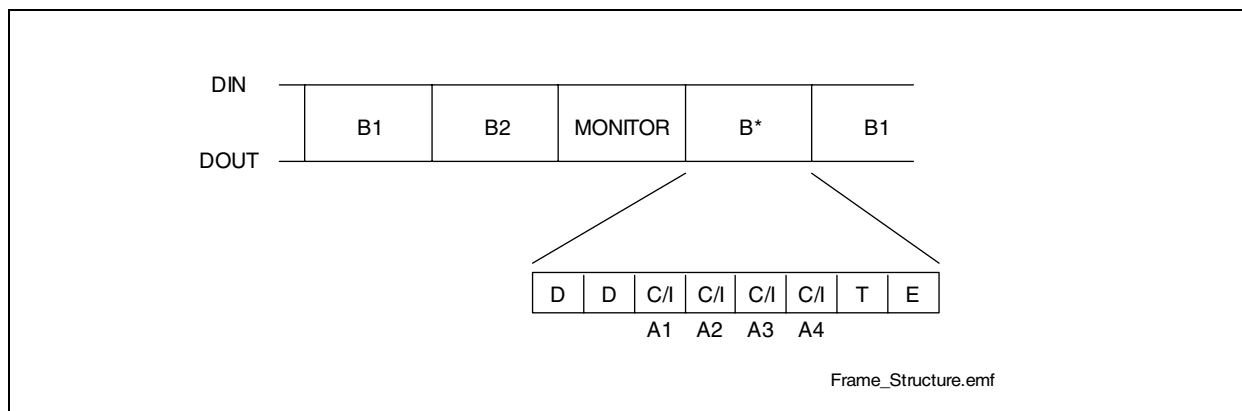 DIN
B1 B2 MONITOR B* B1
DOUT
D D C/I C/I C/I C/I T E
A1 A2 A3 A4
Frame_Structure.emf